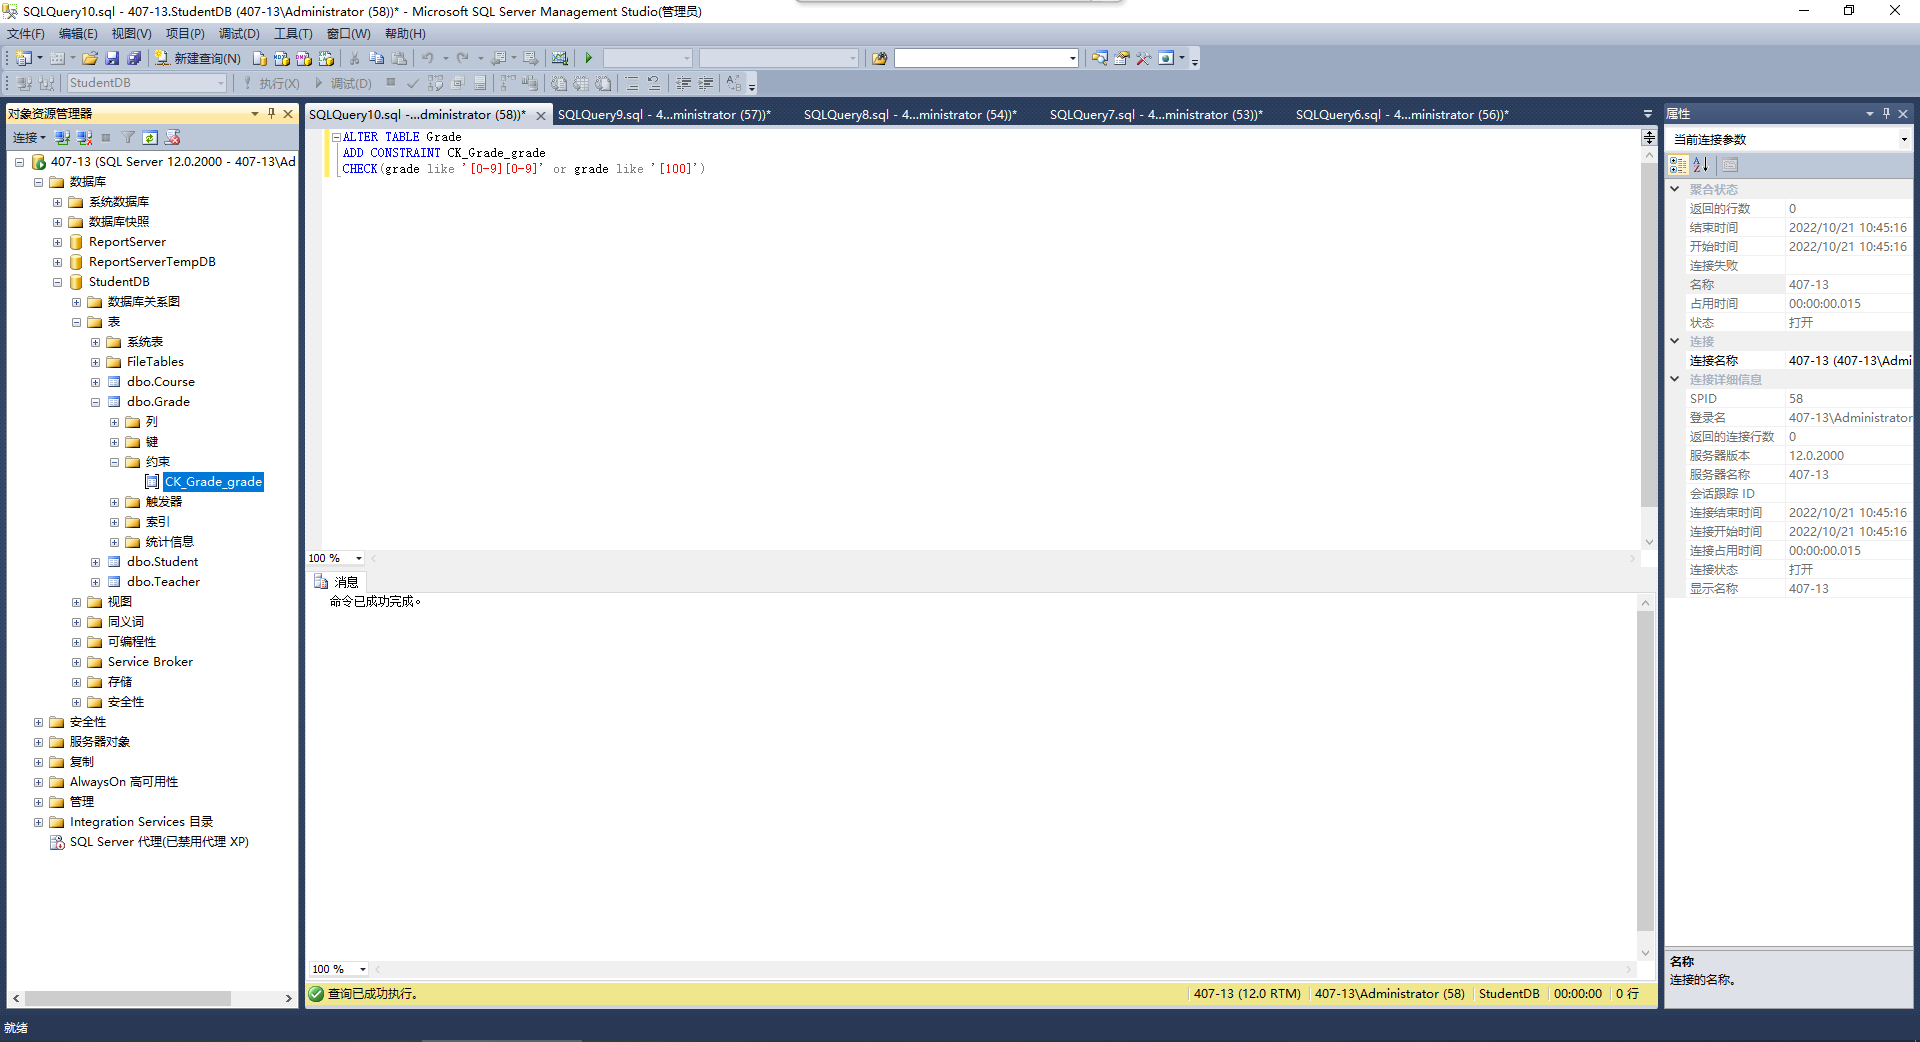 SQLQuery10.sql - 407-13.StudentDB (407-13\Administrator (58))* - Microsoft SQL Server Management Studio(管理员)
文件(F) 编辑(E) 视图(V) 项目(P) 调试(D) 工具(T) 窗口(W) 帮助(H)
新建查询(N)
StudentDB 执行(X) 调试(D)
对象资源管理器
连接
407-13 (SQL Server 12.0.2000 - 407-13\Ad
数据库
系统数据库
数据库快照
ReportServer
ReportServerTempDB
StudentDB
数据库关系图
表
系统表
FileTables
dbo.Course
dbo.Grade
列
键
约束
CK_Grade_grade
触发器
索引
统计信息
dbo.Student
dbo.Teacher
视图
同义词
可编程性
Service Broker
存储
安全性
安全性
服务器对象
复制
AlwaysOn 高可用性
管理
Integration Services 目录
SQL Server 代理(已禁用代理 XP)
SQLQuery10.sql -...dministrator (58))* SQLQuery9.sql - 4...ministrator (57))* SQLQuery8.sql - 4...ministrator (54))* SQLQuery7.sql - 4...ministrator (53))* SQLQuery6.sql - 4...ministrator (56))*
ALTER TABLE Grade
ADD CONSTRAINT CK_Grade_grade
CHECK(grade like '[0-9][0-9]' or grade like '[100]')
100 %
消息
命令已成功完成。
100 %
查询已成功执行。 407-13 (12.0 RTM) 407-13\Administrator (58) StudentDB 00:00:00 0 行
属性
当前连接参数
聚合状态
返回的行数 0
结束时间 2022/10/21 10:45:16
开始时间 2022/10/21 10:45:16
连接失败
名称 407-13
占用时间 00:00:00.015
状态 打开
连接
连接名称 407-13 (407-13\Admi
连接详细信息
SPID 58
登录名 407-13\Administrator
返回的连接行数 0
服务器版本 12.0.2000
服务器名称 407-13
会话跟踪 ID
连接结束时间 2022/10/21 10:45:16
连接开始时间 2022/10/21 10:45:16
连接占用时间 00:00:00.015
连接状态 打开
显示名称 407-13
名称
连接的名称。
就绪